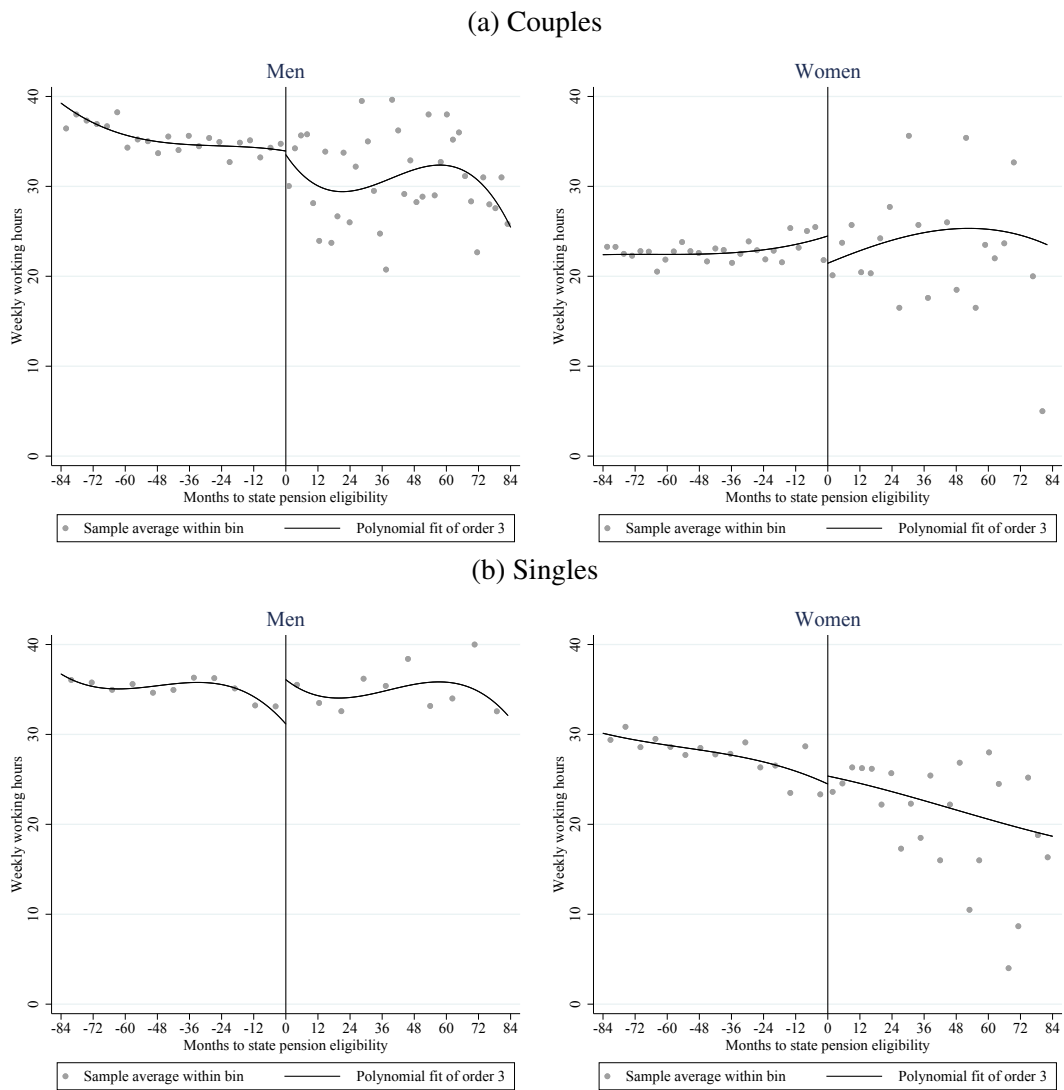 (a) Couples
Men
Weekly working hours
0 10 20 30 40
-84 -72 -60 -48 -36 -24 -12 0 12 24 36 48 60 72 84
Months to state pension eligibility
Sample average within bin Polynomial fit of order 3
Women
Weekly working hours
0 10 20 30 40
-84 -72 -60 -48 -36 -24 -12 0 12 24 36 48 60 72 84
Months to state pension eligibility
Sample average within bin Polynomial fit of order 3
(b) Singles
Men
Weekly working hours
0 10 20 30 40
-84 -72 -60 -48 -36 -24 -12 0 12 24 36 48 60 72 84
Months to state pension eligibility
Sample average within bin Polynomial fit of order 3
Women
Weekly working hours
0 10 20 30 40
-84 -72 -60 -48 -36 -24 -12 0 12 24 36 48 60 72 84
Months to state pension eligibility
Sample average within bin Polynomial fit of order 3